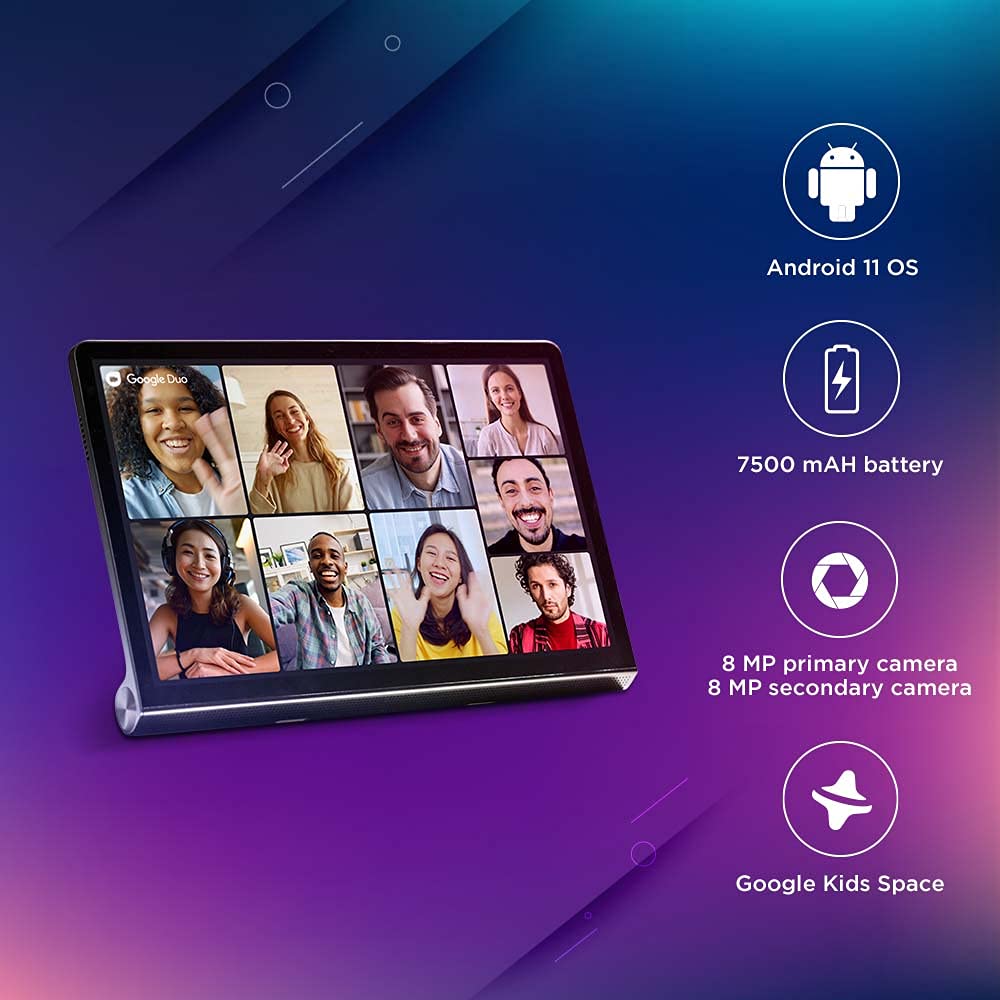 Google Duo
Android 11 OS
7500 mAH battery
8 MP primary camera
8 MP secondary camera
Google Kids Space